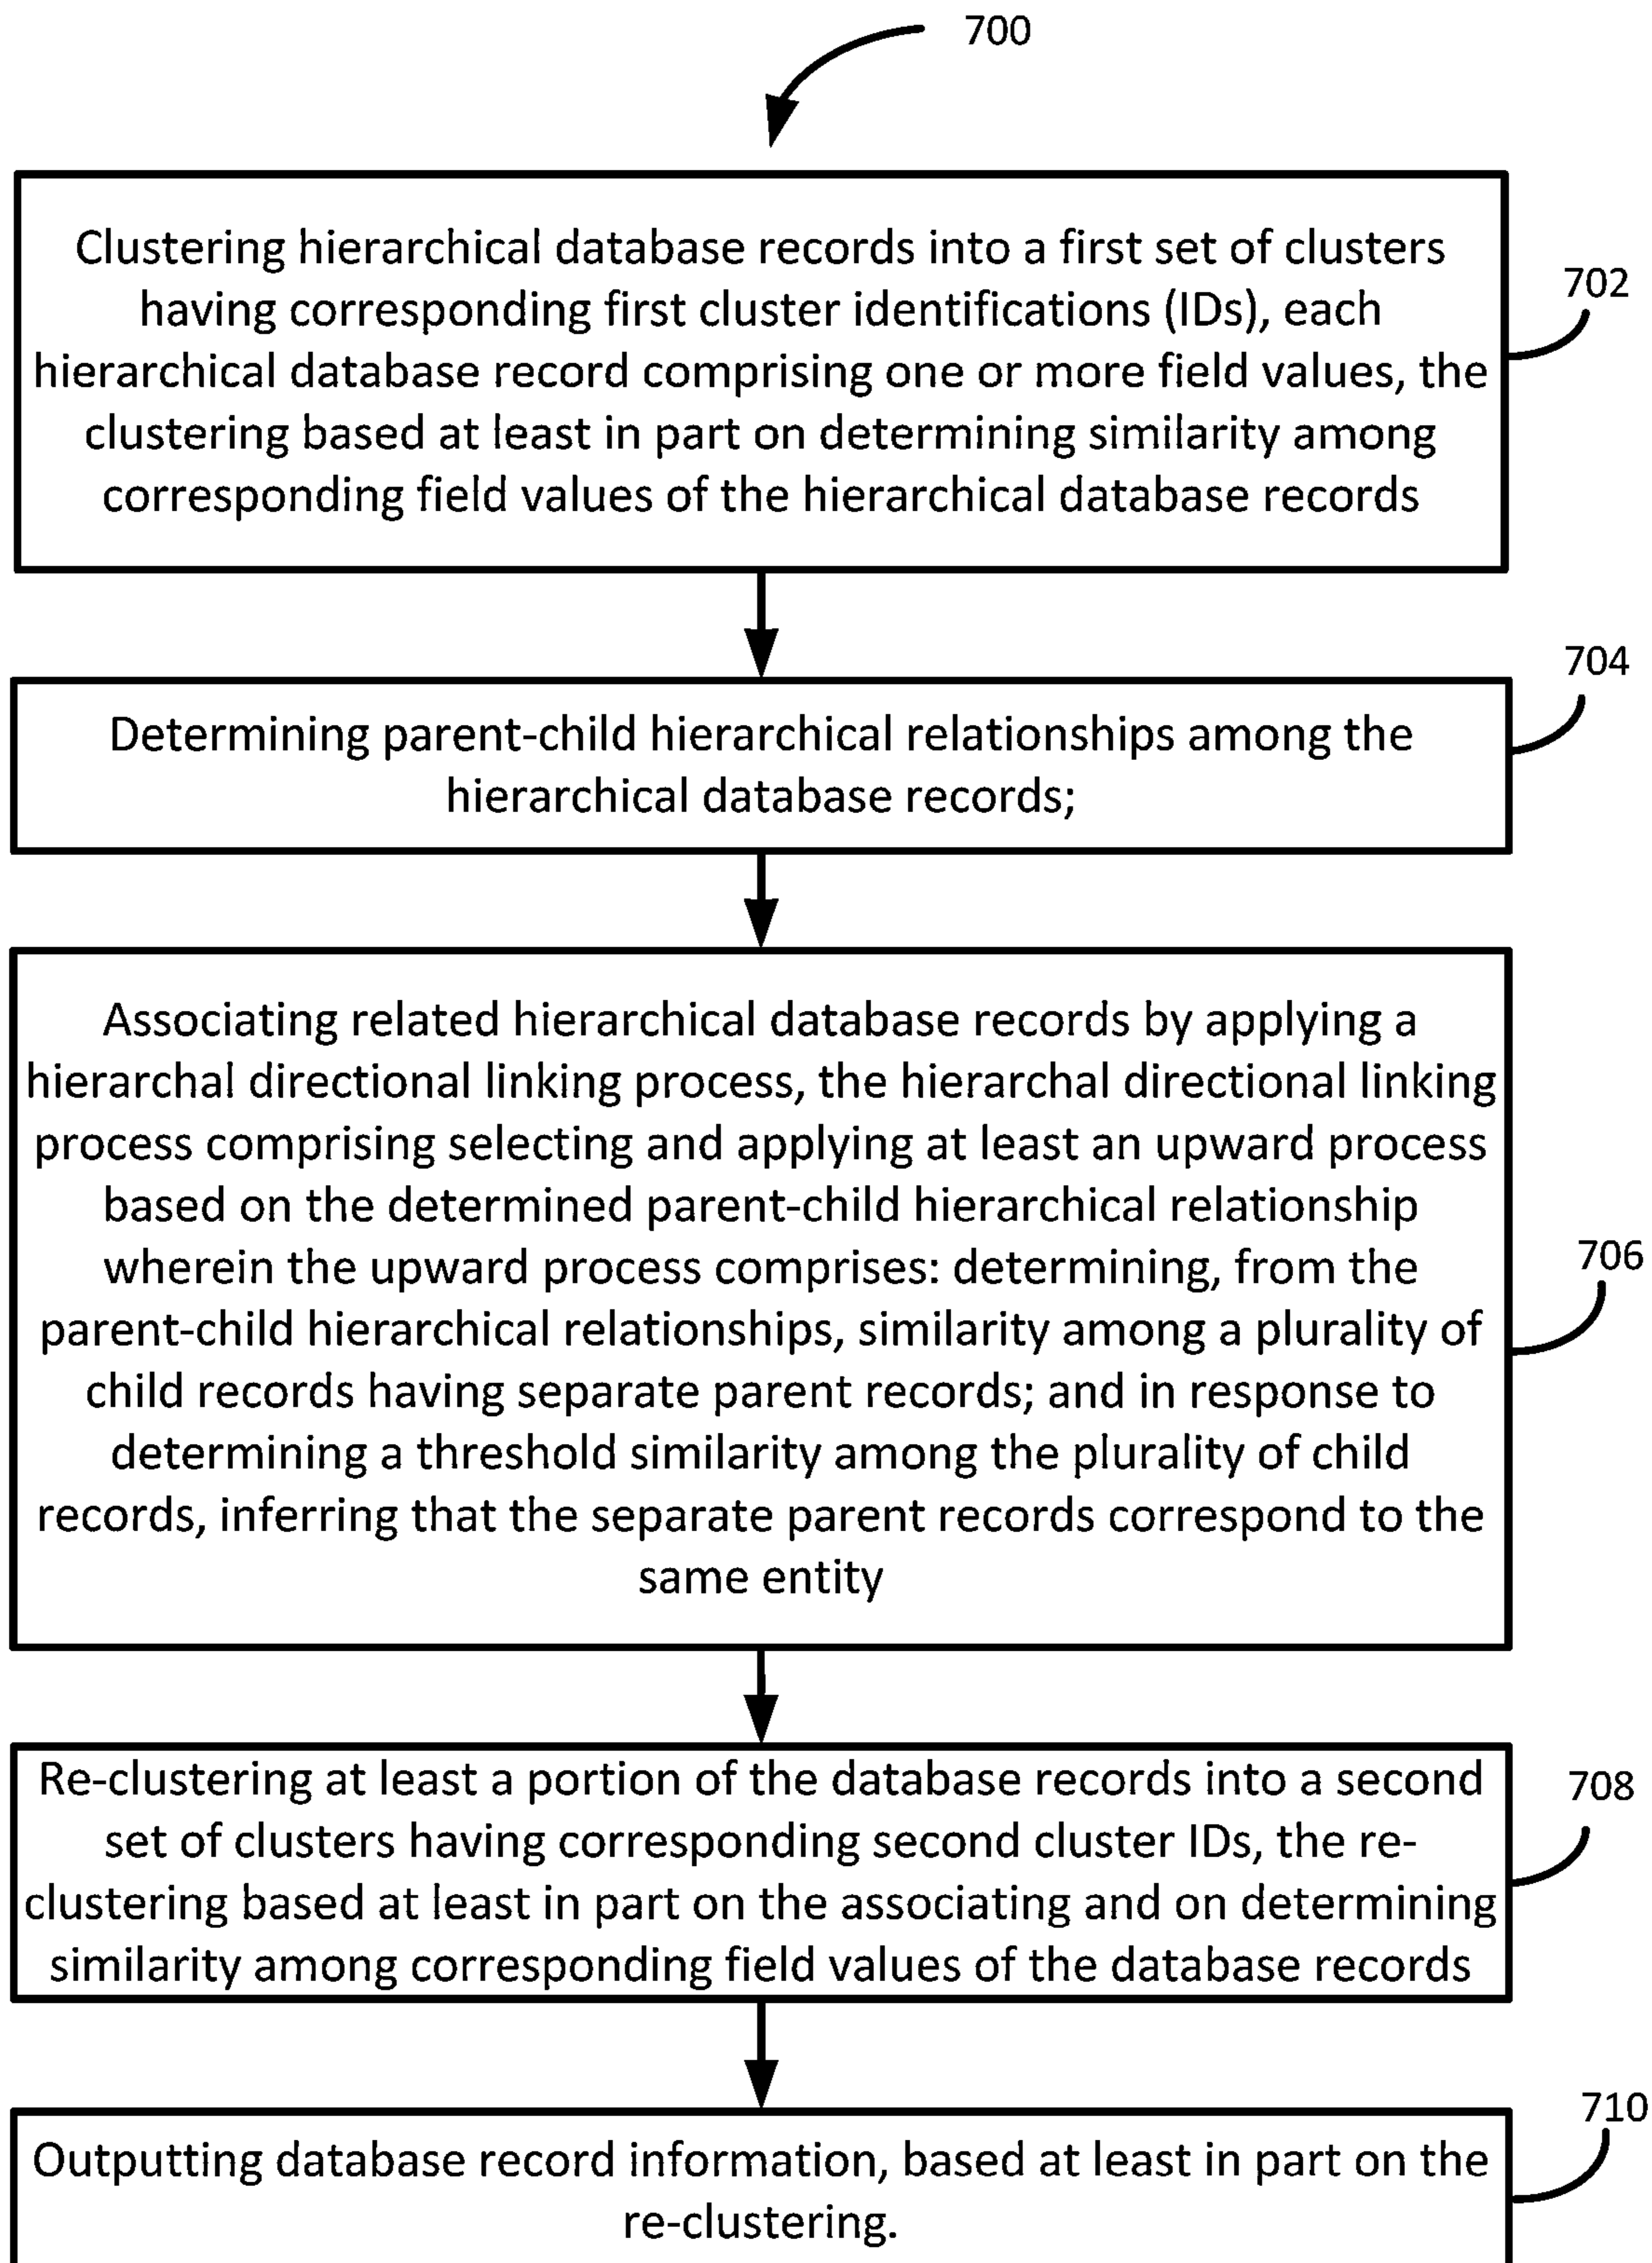 700
Clustering hierarchical database records into a first set of clusters
having corresponding first cluster identifications (IDs), each
hierarchical database record comprising one or more field values, the
clustering based at least in part on determining similarity among
corresponding field values of the hierarchical database records
702
704
Determining parent-child hierarchical relationships among the
hierarchical database records;
Associating related hierarchical database records by applying a
hierarchal directional linking process, the hierarchal directional linking
process comprising selecting and applying at least an upward process
based on the determined parent-child hierarchical relationship
wherein the upward process comprises: determining, from the
parent-child hierarchical relationships, similarity among a plurality of
child records having separate parent records; and in response to
determining a threshold similarity among the plurality of child
records, inferring that the separate parent records correspond to the
same entity
706
Re-clustering at least a portion of the database records into a second
set of clusters having corresponding second cluster IDs, the re-
clustering based at least in part on the associating and on determining
similarity among corresponding field values of the database records
708
710
Outputting database record information, based at least in part on the
re-clustering.